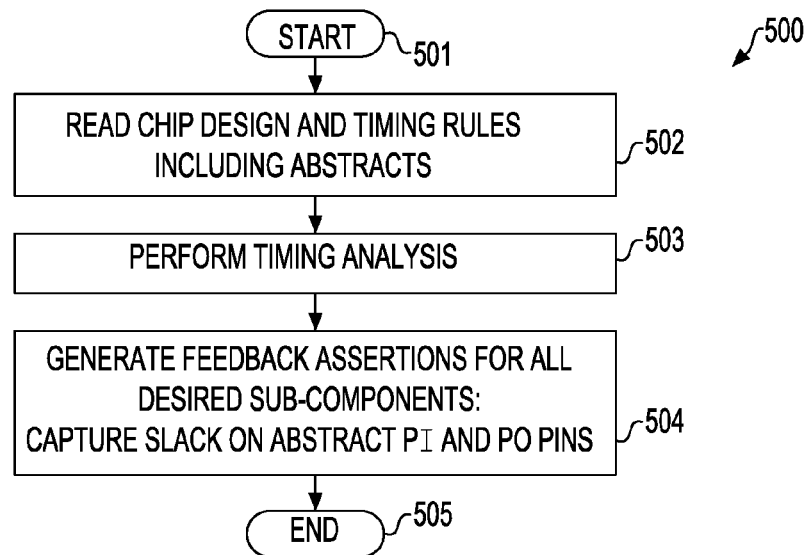 START
501
500
READ CHIP DESIGN AND TIMING RULES
INCLUDING ABSTRACTS
502
PERFORM TIMING ANALYSIS
503
GENERATE FEEDBACK ASSERTIONS FOR ALL
DESIRED SUB-COMPONENTS:
CAPTURE SLACK ON ABSTRACT PI AND PO PINS
504
END
505